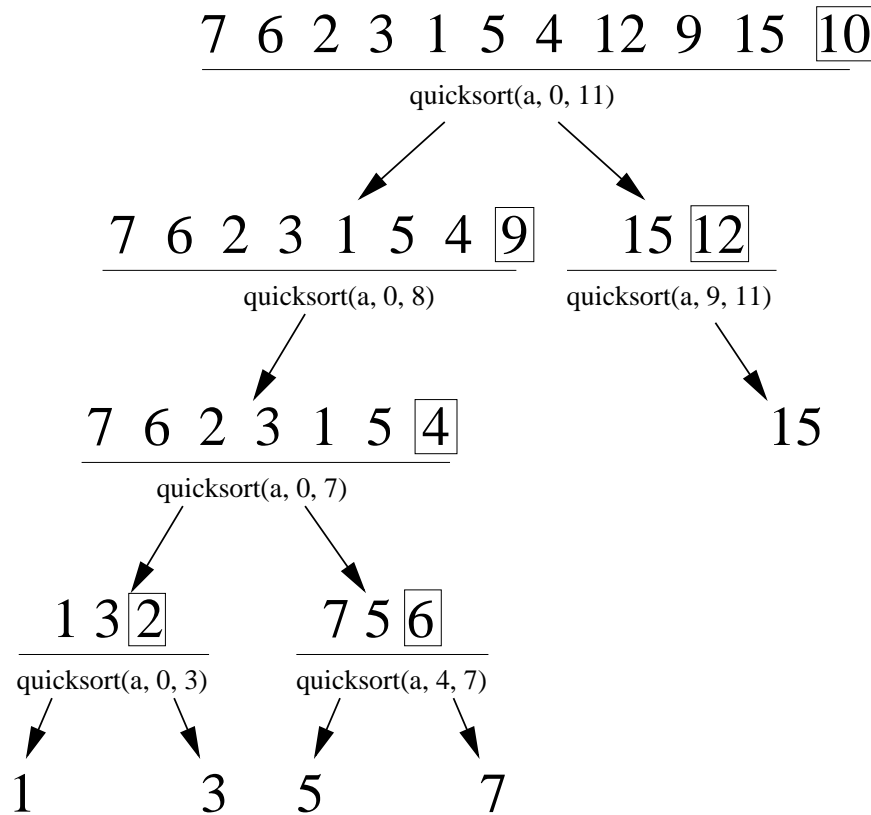 7 6 2 3 1 5 4 12 9 15 10
quicksort(a, 0, 11)
7 6 2 3 1 5 4 9 15 12
quicksort(a, 0, 8) quicksort(a, 9, 11)
7 6 2 3 1 5 4 15
quicksort(a, 0, 7)
1 3 2 7 5 6
quicksort(a, 0, 3) quicksort(a, 4, 7)
1 3 5 7